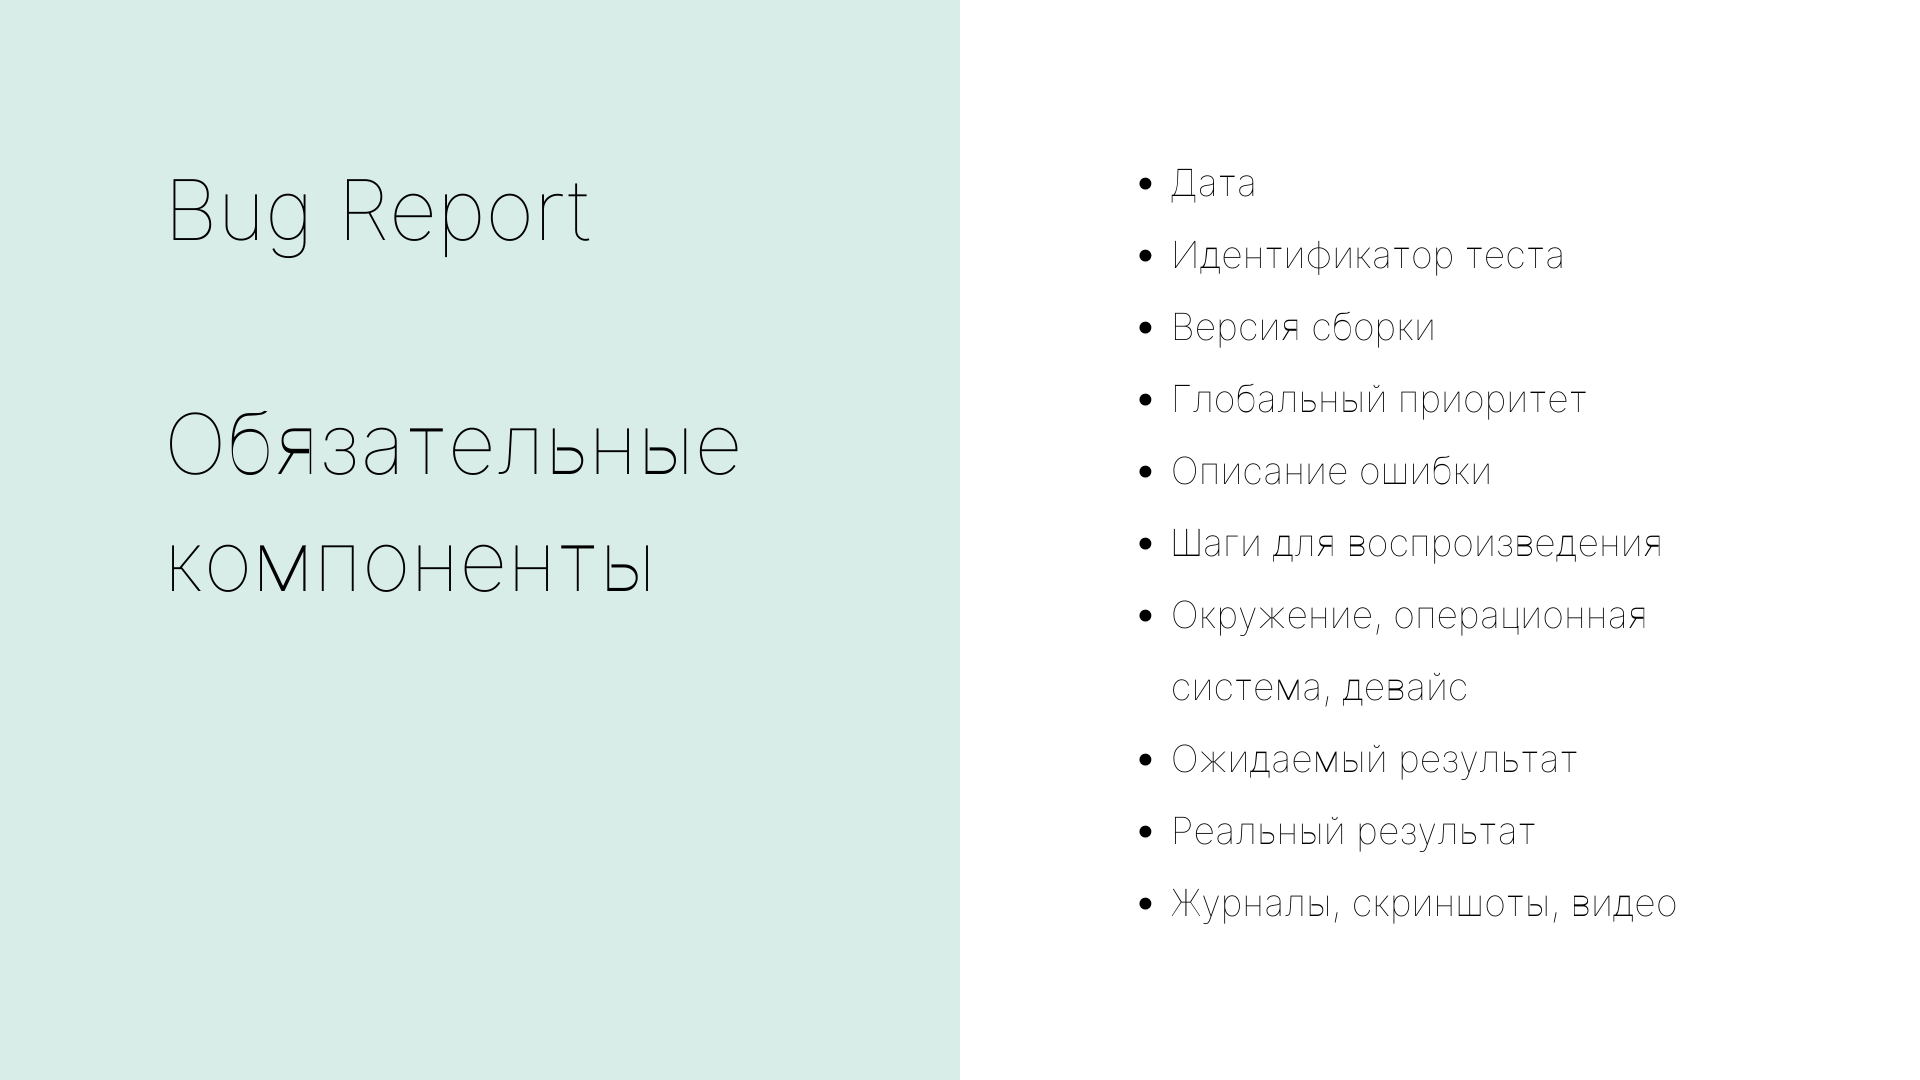 Bug Report
Обязательные
компоненты
• Дата
• Идентификатор теста
• Версия сборки
• Глобальный приоритет
• Описание ошибки
• Шаги для воспроизведения
• Окружение, операционная
система, девайс
• Ожидаемый результат
• Реальный результат
• Журналы, скриншоты, видео